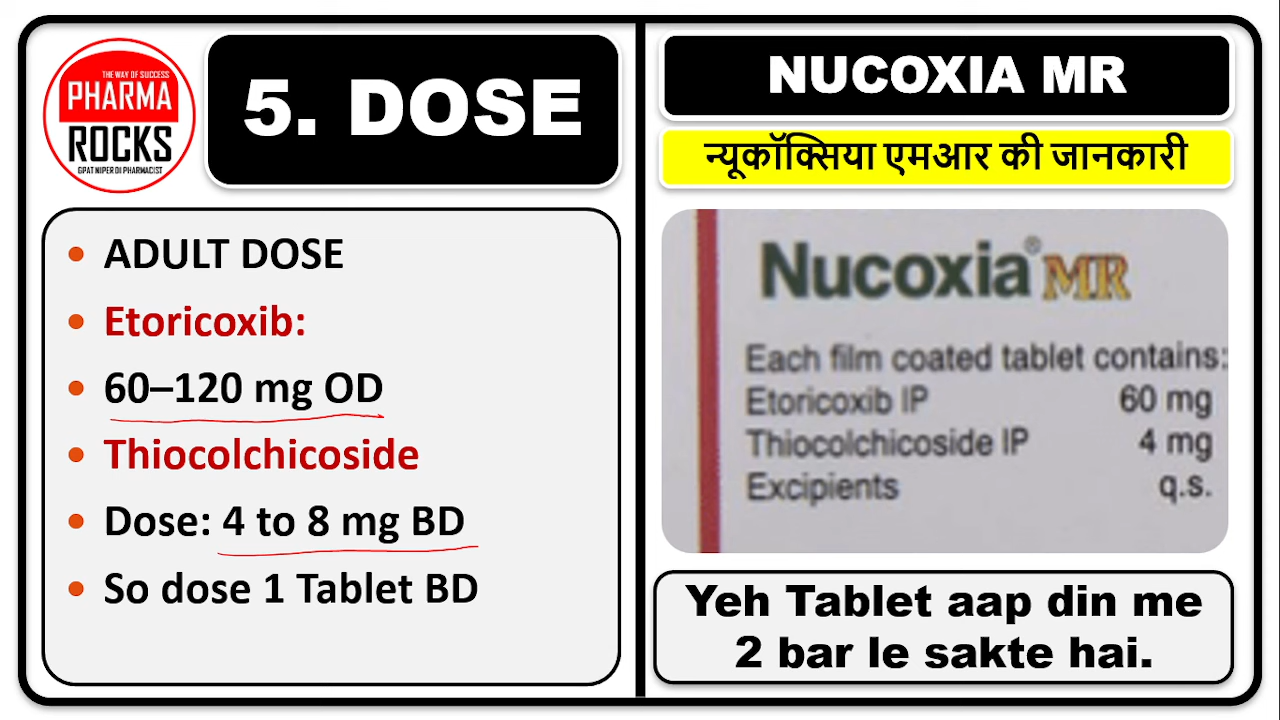 THE WAY OF SUCCESS
PHARMA
ROCKS
GPAT NIPER DI PHARMACIST
5. DOSE
• ADULT DOSE
• Etoricoxib:
• 60–120 mg OD
• Thiocolchicoside
• Dose: 4 to 8 mg BD
• So dose 1 Tablet BD
NUCOXIA MR
न्यूकॉक्सिया एमआर की जानकारी
Nucoxia® MR
Each film coated tablet contains:
Etoricoxib IP 60 mg
Thiocolchicoside IP 4 mg
Excipients q.s.
Yeh Tablet aap din me
2 bar le sakte hai.